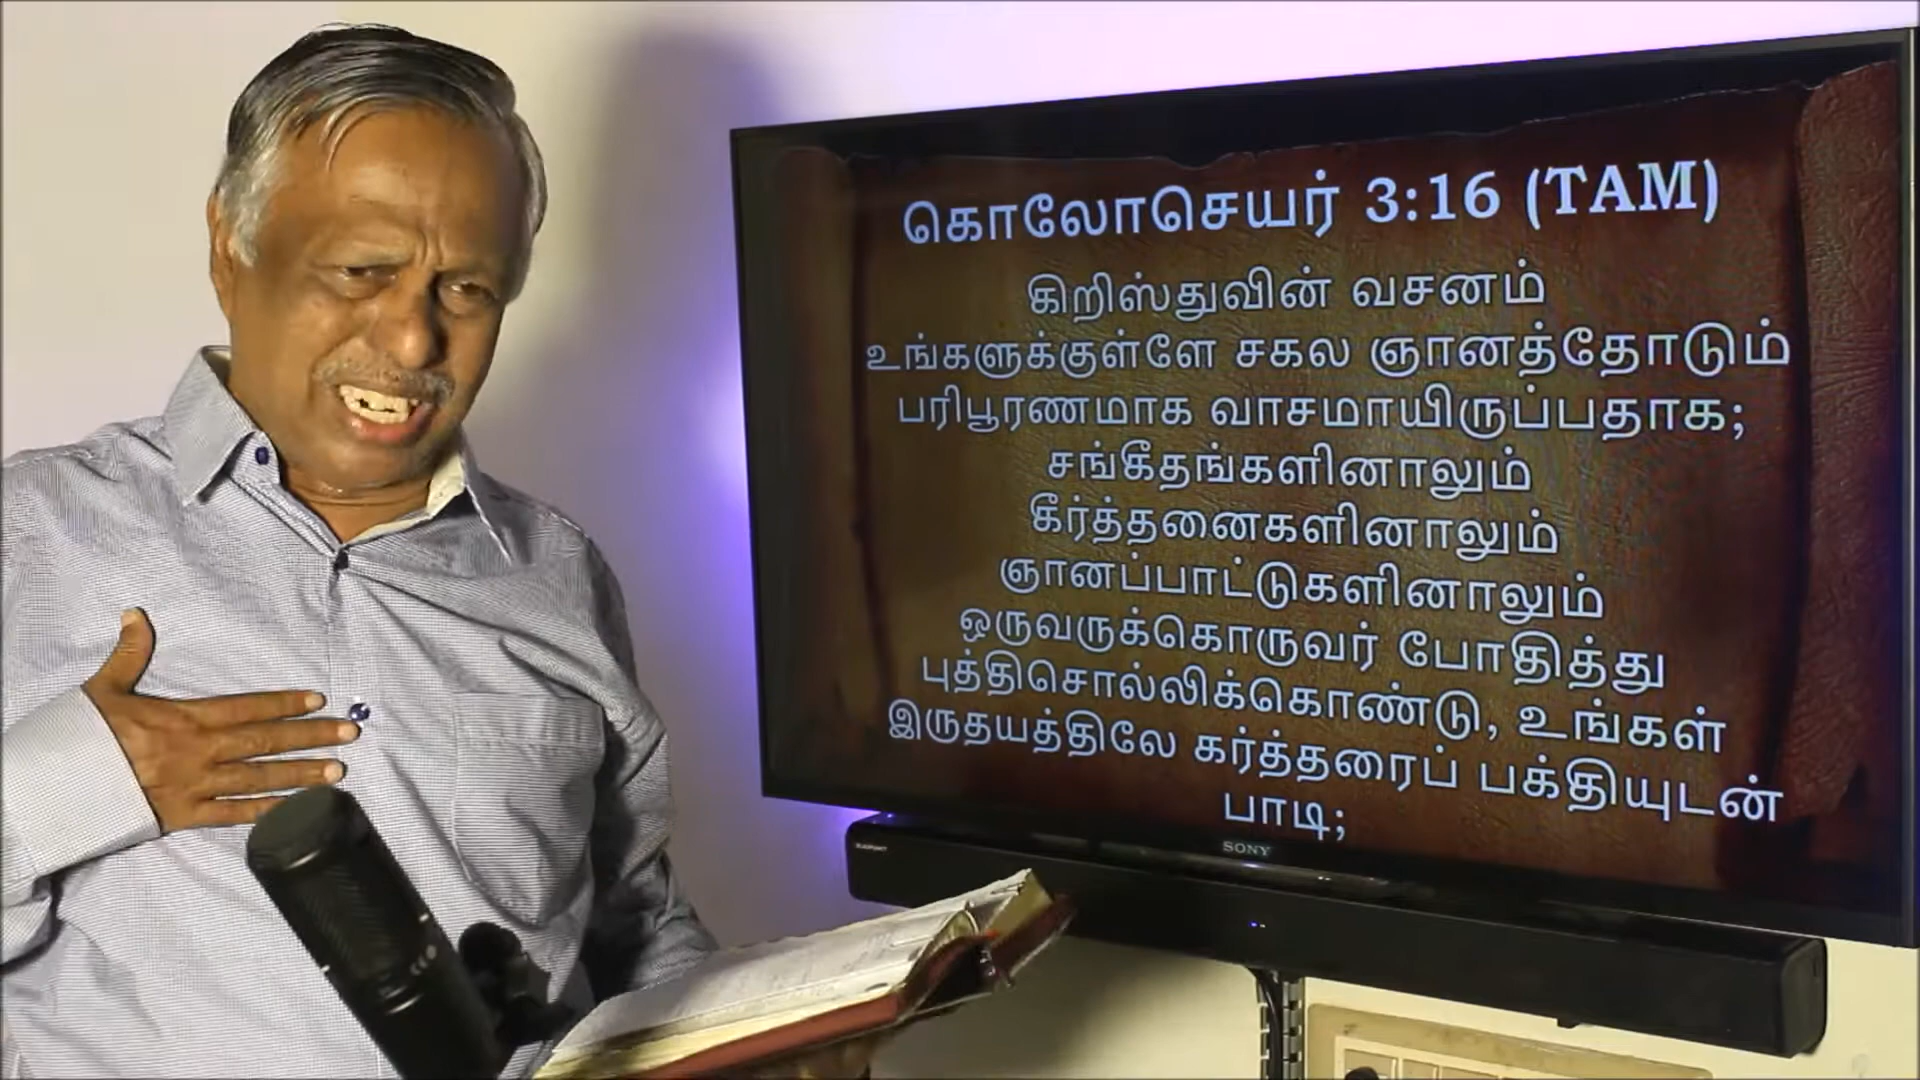 கொலோசெயர் 3:16 (TAM)
கிறிஸ்துவின் வசனம்
உங்களுக்குள்ளே சகல ஞானத்தோடும்
பரிபூரணமாக வாசமாயிருப்பதாக;
சங்கீதங்களினாலும்
கீர்த்தனைகளினாலும்
ஞானப்பாட்டுகளினாலும்
ஒருவருக்கொருவர் போதித்து
புத்திசொல்லிக்கொண்டு, உங்கள்
இருதயத்திலே கர்த்தரைப் பக்தியுடன்
பாடி;
SONY
BLAUPUNKT